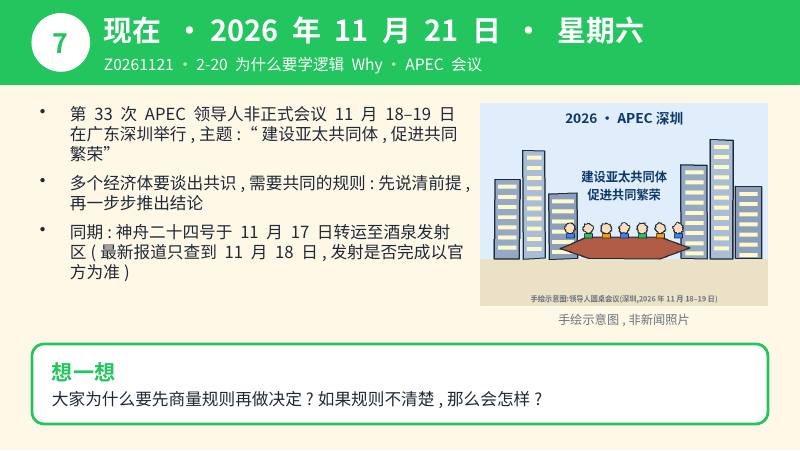 7
现在 • 2026 年 11 月 21 日 • 星期六
Z0261121 • 2-20 为什么要学逻辑 Why • APEC 会议
• 第 33 次 APEC 领导人非正式会议 11 月 18–19 日
在广东深圳举行 , 主题 : “ 建设亚太共同体 , 促进共同
繁荣”
• 多个经济体要谈出共识 , 需要共同的规则 : 先说清前提 ,
再一步步推出结论
• 同期 : 神舟二十四号于 11 月 17 日转运至酒泉发射
区 ( 最新报道只查到 11 月 18 日 , 发射是否完成以官
方为准 )
2026 • APEC 深圳
建设亚太共同体
促进共同繁荣
手绘示意图:领导人圆桌会议(深圳,2026 年 11 月 18–19 日)
手绘示意图 , 非新闻照片
想一想
大家为什么要先商量规则再做决定 ? 如果规则不清楚 , 那么会怎样 ?